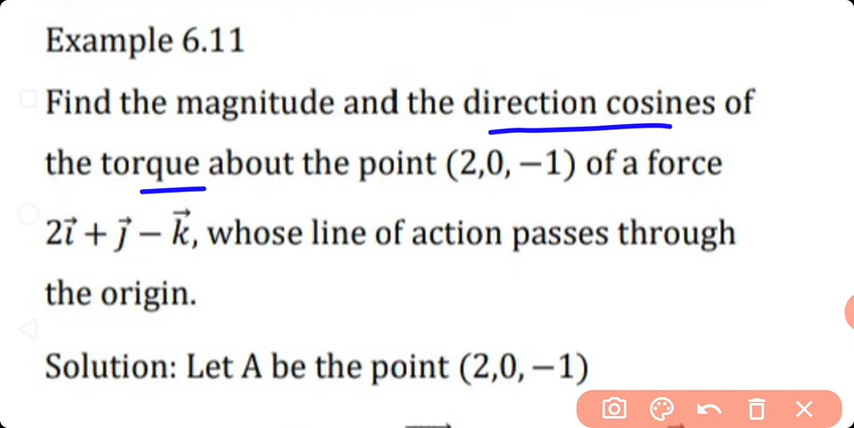 Example 6.11
Find the magnitude and the direction cosines of
the torque about the point (2,0, −1) of a force
2i⃗ + j⃗ − k⃗, whose line of action passes through
the origin.
Solution: Let A be the point (2,0, −1)